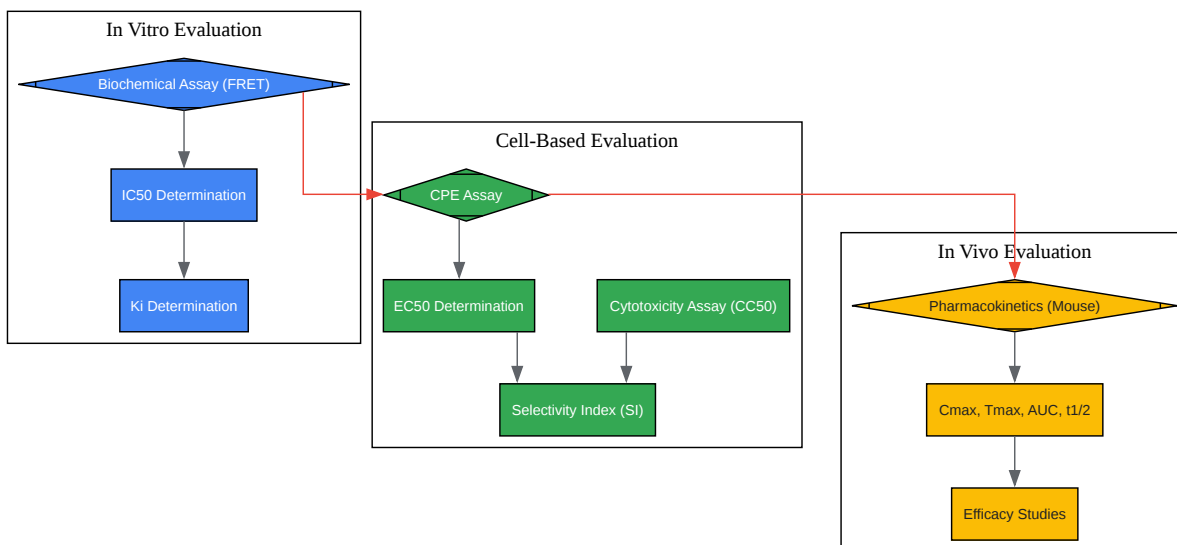 In Vitro Evaluation
Biochemical Assay (FRET)
IC50 Determination
Ki Determination
Cell-Based Evaluation
CPE Assay
EC50 Determination
Cytotoxicity Assay (CC50)
Selectivity Index (SI)
In Vivo Evaluation
Pharmacokinetics (Mouse)
Cmax, Tmax, AUC, t1/2
Efficacy Studies